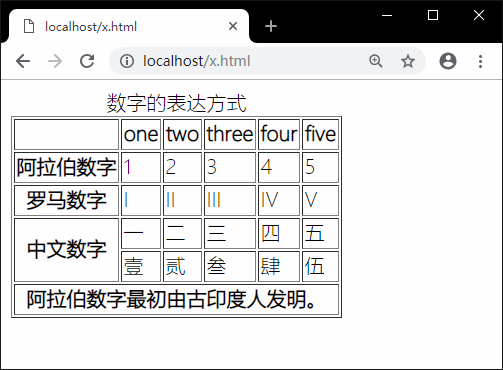 localhost/x.html
localhost/x.html
数字的表达方式
one two three four five
阿拉伯数字 1 2 3 4 5
罗马数字 I II III IV V
中文数字 一 二 三 四 五
壹 贰 叁 肆 伍
阿拉伯数字最初由古印度人发明。